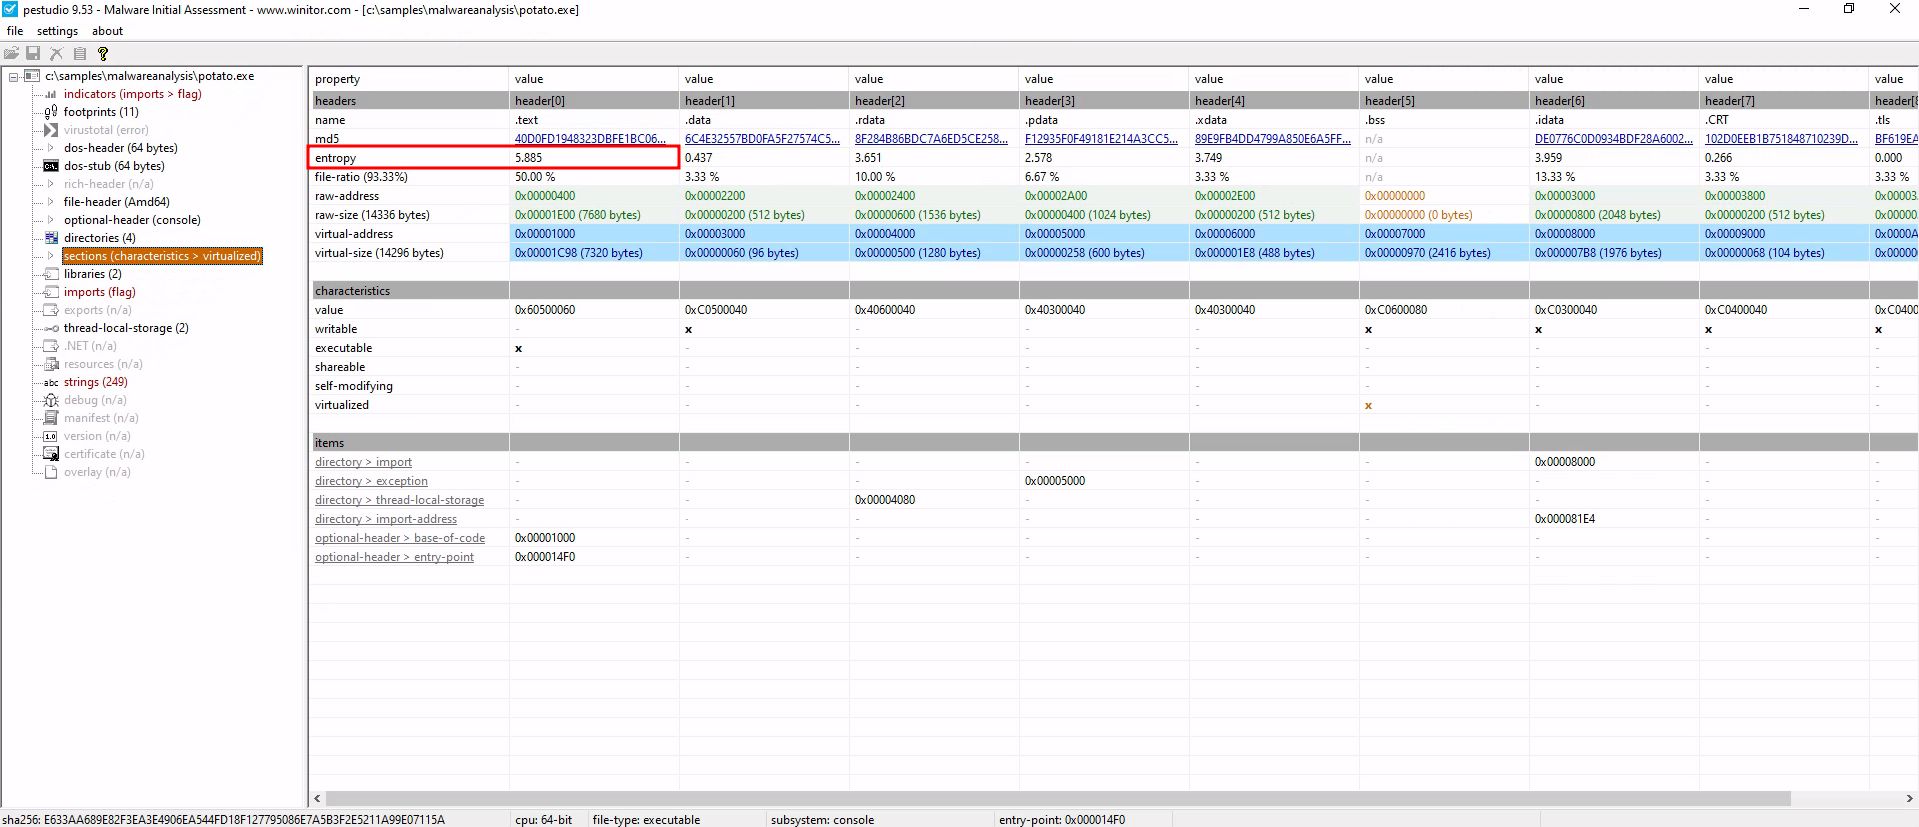 pestudio 9.53 - Malware Initial Assessment - www.winitor.com - [c:\samples\malwareanalysis\potato.exe]
file settings about
c:\samples\malwareanalysis\potato.exe
indicators (imports > flag)
footprints (11)
virustotal (error)
dos-header (64 bytes)
dos-stub (64 bytes)
rich-header (n/a)
file-header (Amd64)
optional-header (console)
directories (4)
sections (characteristics > virtualized)
libraries (2)
imports (flag)
exports (n/a)
thread-local-storage (2)
.NET (n/a)
resources (n/a)
abc strings (249)
debug (n/a)
manifest (n/a)
1.0 version (n/a)
certificate (n/a)
overlay (n/a)
property value value value value value value value value value
headers header[0] header[1] header[2] header[3] header[4] header[5] header[6] header[7] header[8
name .text .data .rdata .pdata .xdata .bss .idata .CRT .tls
md5 40D0FD1948323DBFE1BC06... 6C4E32557BD0FA5F27574C5... 8F284B86BDC7A6ED5CE258... F12935F0F49181E214A3CC5... 89E9FB4DD4799A850E6A5FF... n/a DE0776C0D0934BDF28A6002... 102D0EEB1B751848710239D... BF619EA
entropy 5.885 0.437 3.651 2.578 3.749 n/a 3.959 0.266 0.000
file-ratio (93.33%) 50.00 % 3.33 % 10.00 % 6.67 % 3.33 % n/a 13.33 % 3.33 % 3.33 %
raw-address 0x00000400 0x00002200 0x00002400 0x00002A00 0x00002E00 0x00000000 0x00003000 0x00003800 0x00003
raw-size (14336 bytes) 0x00001E00 (7680 bytes) 0x00000200 (512 bytes) 0x00000600 (1536 bytes) 0x00000400 (1024 bytes) 0x00000200 (512 bytes) 0x00000000 (0 bytes) 0x00000800 (2048 bytes) 0x00000200 (512 bytes) 0x00000
virtual-address 0x00001000 0x00003000 0x00004000 0x00005000 0x00006000 0x00007000 0x00008000 0x00009000 0x0000A
virtual-size (14296 bytes) 0x00001C98 (7320 bytes) 0x00000060 (96 bytes) 0x00000500 (1280 bytes) 0x00000258 (600 bytes) 0x000001E8 (488 bytes) 0x00000970 (2416 bytes) 0x000007B8 (1976 bytes) 0x00000068 (104 bytes) 0x00000
characteristics
value 0x60500060 0xC0500040 0x40600040 0x40300040 0x40300040 0xC0600080 0xC0300040 0xC0400040 0xC0400
writable - x - - - x x x x
executable x - - - - - - - -
shareable - - - - - - - - -
self-modifying - - - - - - - - -
virtualized - - - - - x - - -
items
directory > import - - - - - - 0x00008000 - -
directory > exception - - - 0x00005000 - - - - -
directory > thread-local-storage - - 0x00004080 - - - - - -
directory > import-address - - - - - - 0x000081E4 - -
optional-header > base-of-code 0x00001000 - - - - - - - -
optional-header > entry-point 0x000014F0 - - - - - - - -
sha256: E633AA689E82F3EA3E4906EA544FD18F127795086E7A5B3F2E5211A99E07115A cpu: 64-bit file-type: executable subsystem: console entry-point: 0x000014F0